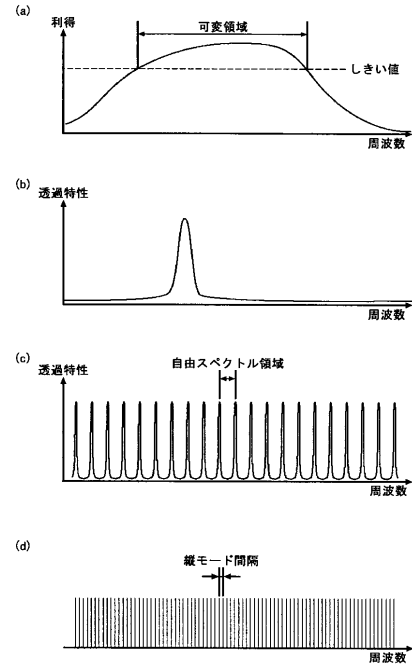 (a)
利得
可変領域
しきい値
周波数
(b)
透過特性
周波数
(c)
自由スペクトル領域
透過特性
周波数
(d)
縦モード間隔
周波数